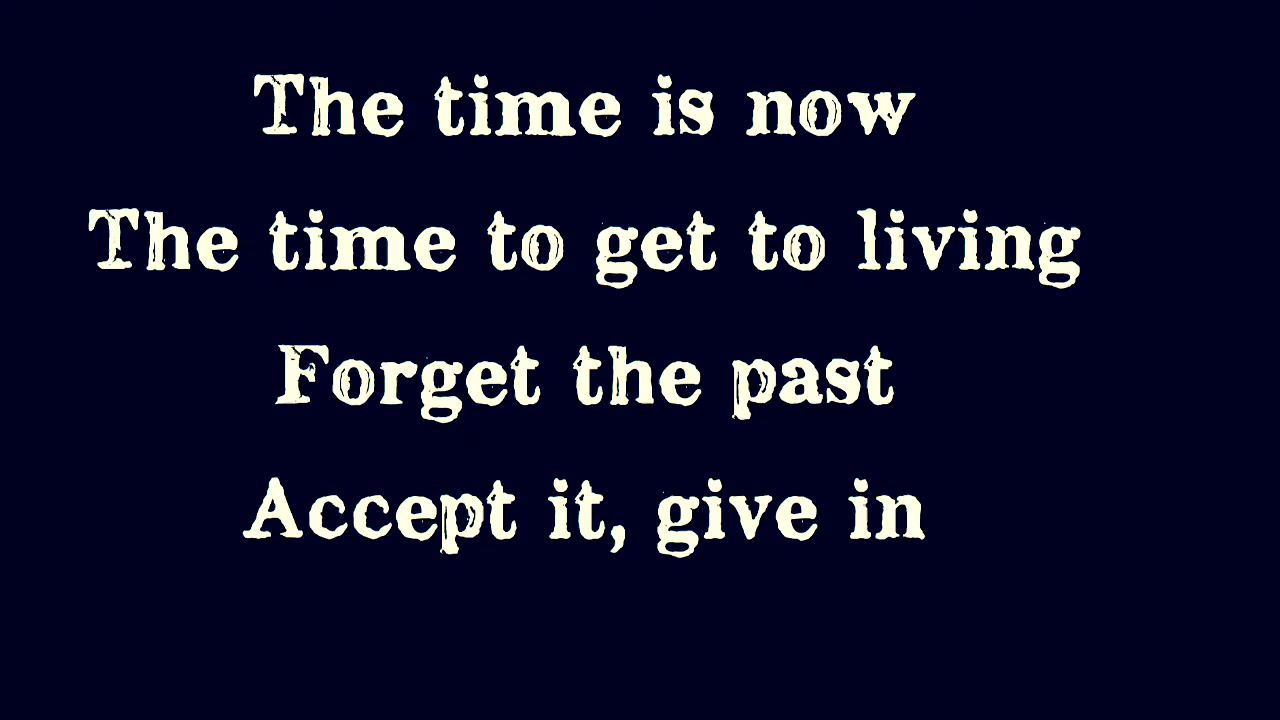 The time is now
The time to get to living
Forget the past
Accept it, give in